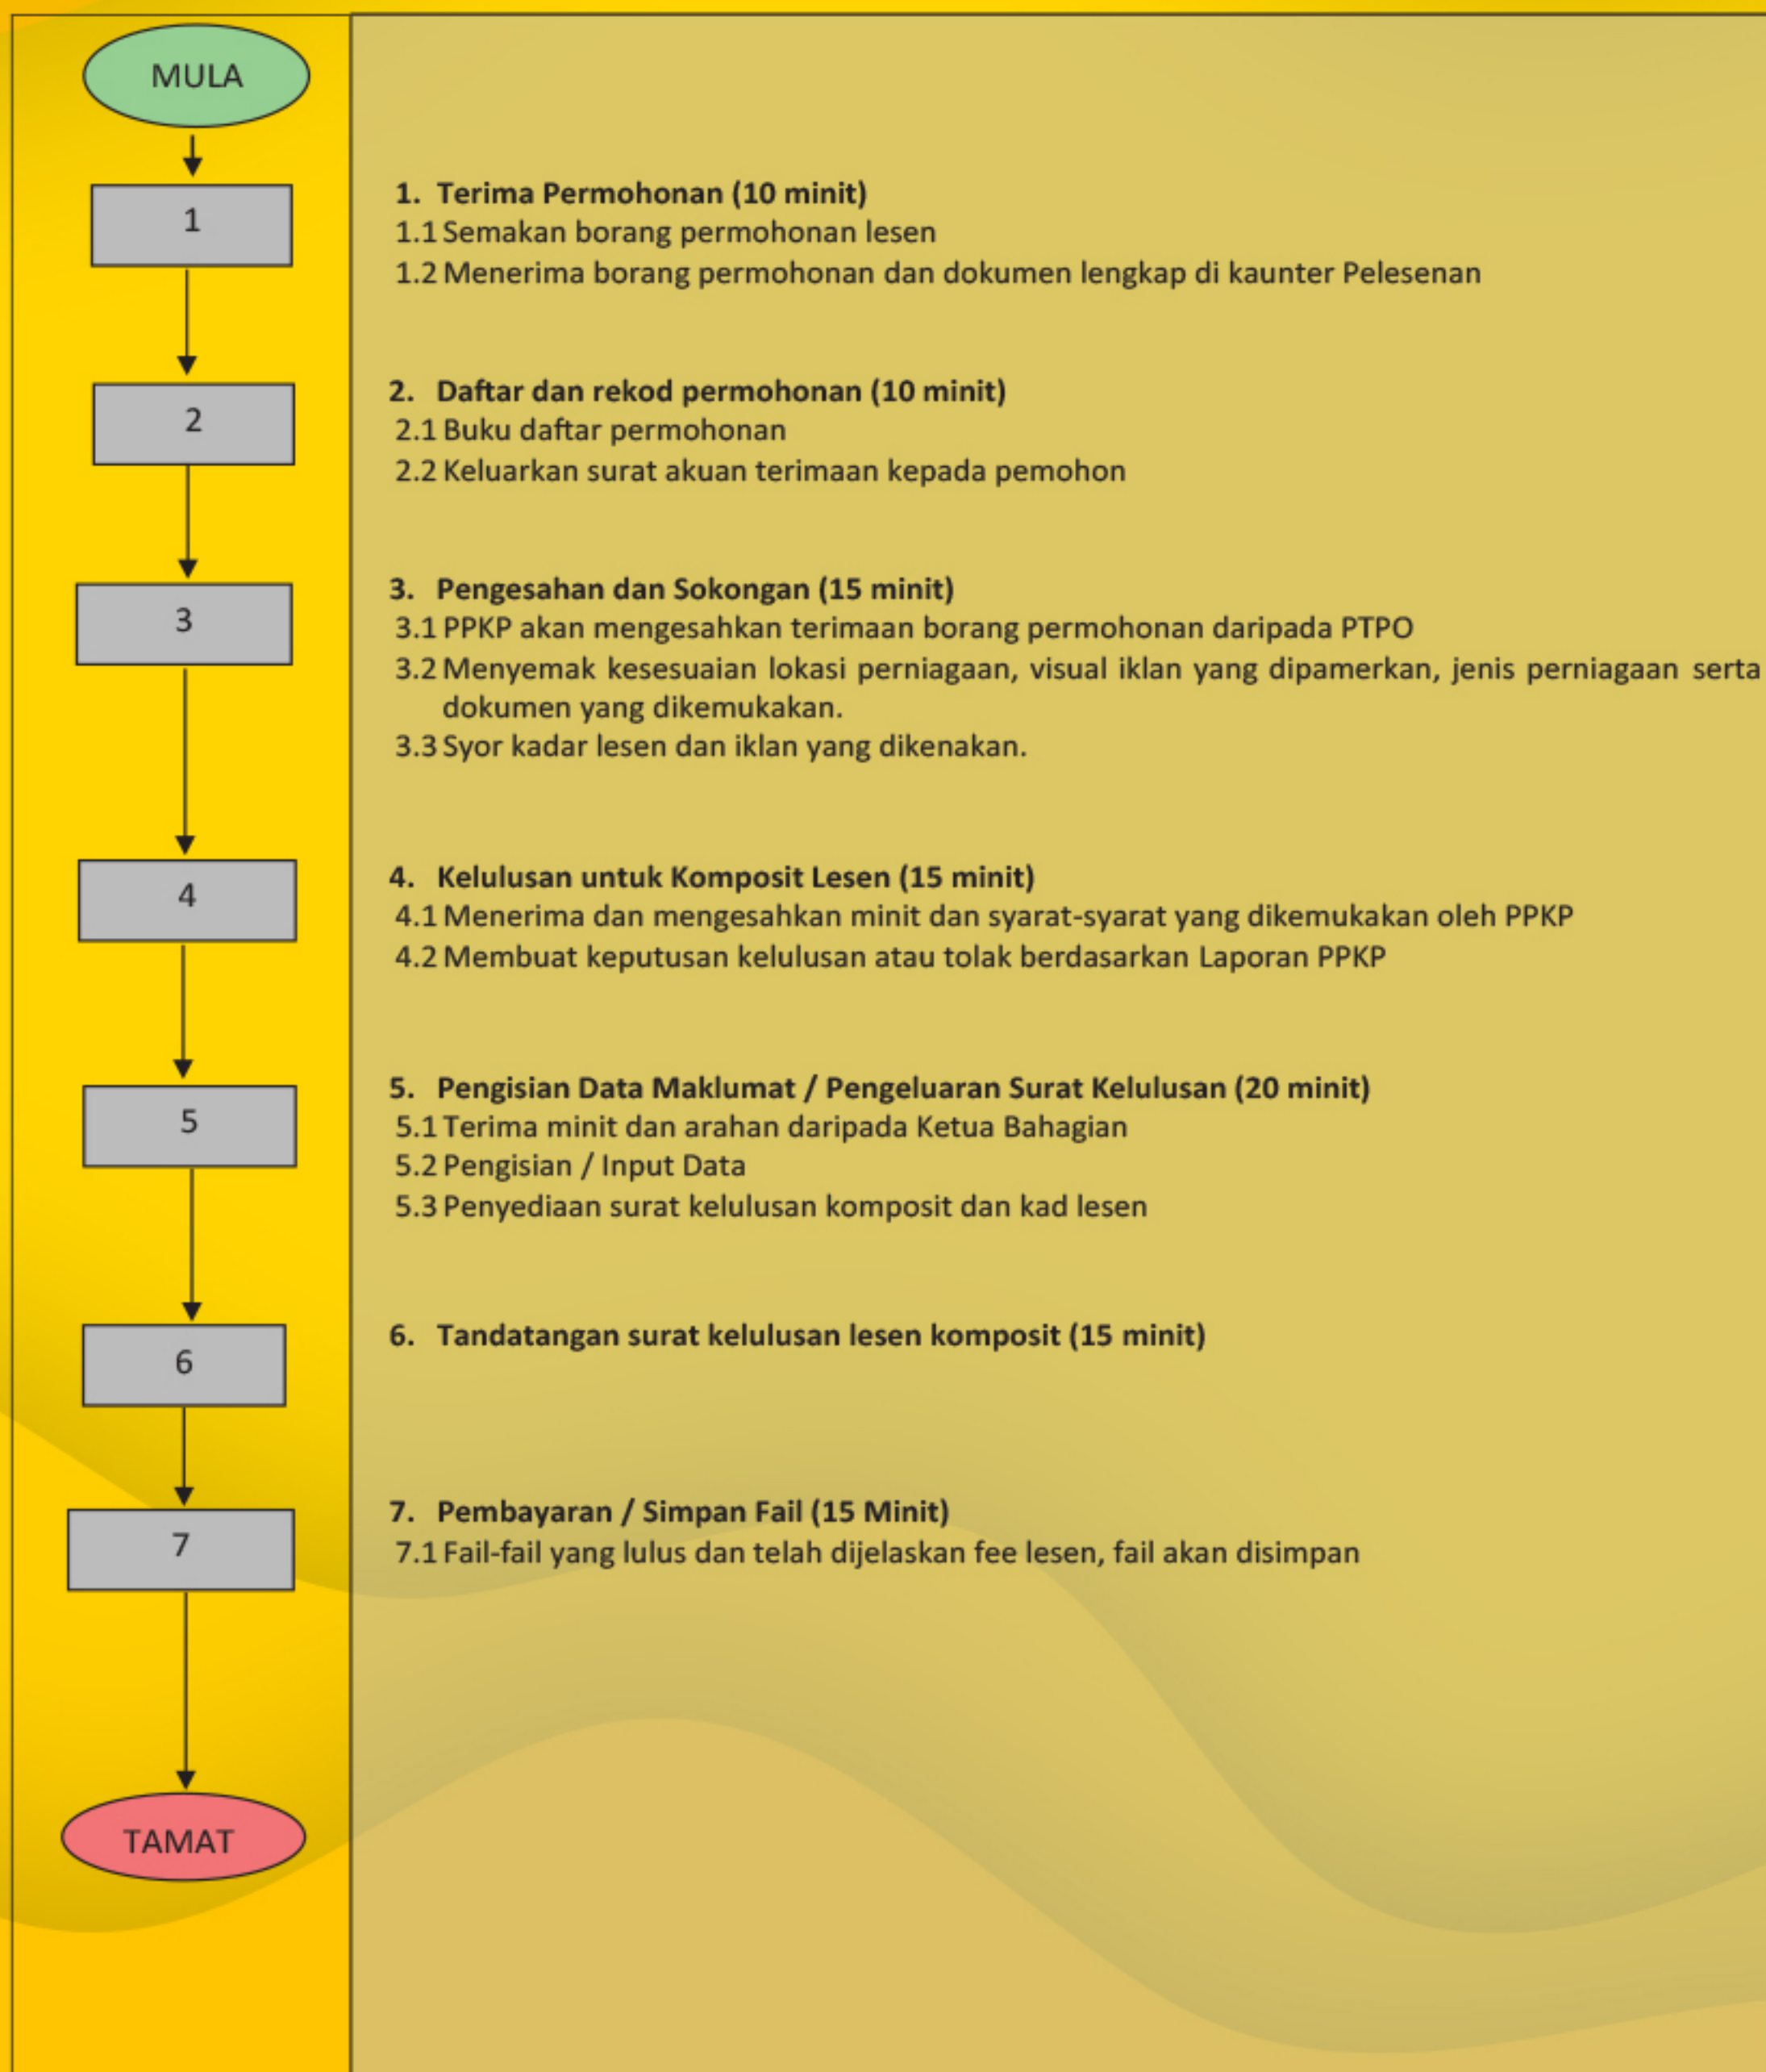 MULA
1
1. Terima Permohonan (10 minit)
1.1 Semakan borang permohonan lesen
1.2 Menerima borang permohonan dan dokumen lengkap di kaunter Pelesenan
2
2. Daftar dan rekod permohonan (10 minit)
2.1 Buku daftar permohonan
2.2 Keluarkan surat akuan terimaan kepada pemohon
3
3. Pengesahan dan Sokongan (15 minit)
3.1 PPKP akan mengesahkan terimaan borang permohonan daripada PTPO
3.2 Menyemak kesesuaian lokasi perniagaan, visual iklan yang dipamerkan, jenis perniagaan serta
dokumen yang dikemukakan.
3.3 Syor kadar lesen dan iklan yang dikenakan.
4
4. Kelulusan untuk Komposit Lesen (15 minit)
4.1 Menerima dan mengesahkan minit dan syarat-syarat yang dikemukakan oleh PPKP
4.2 Membuat keputusan kelulusan atau tolak berdasarkan Laporan PPKP
5
5. Pengisian Data Maklumat / Pengeluaran Surat Kelulusan (20 minit)
5.1 Terima minit dan arahan daripada Ketua Bahagian
5.2 Pengisian / Input Data
5.3 Penyediaan surat kelulusan komposit dan kad lesen
6
6. Tandatangan surat kelulusan lesen komposit (15 minit)
7
7. Pembayaran / Simpan Fail (15 Minit)
7.1 Fail-fail yang lulus dan telah dijelaskan fee lesen, fail akan disimpan
TAMAT